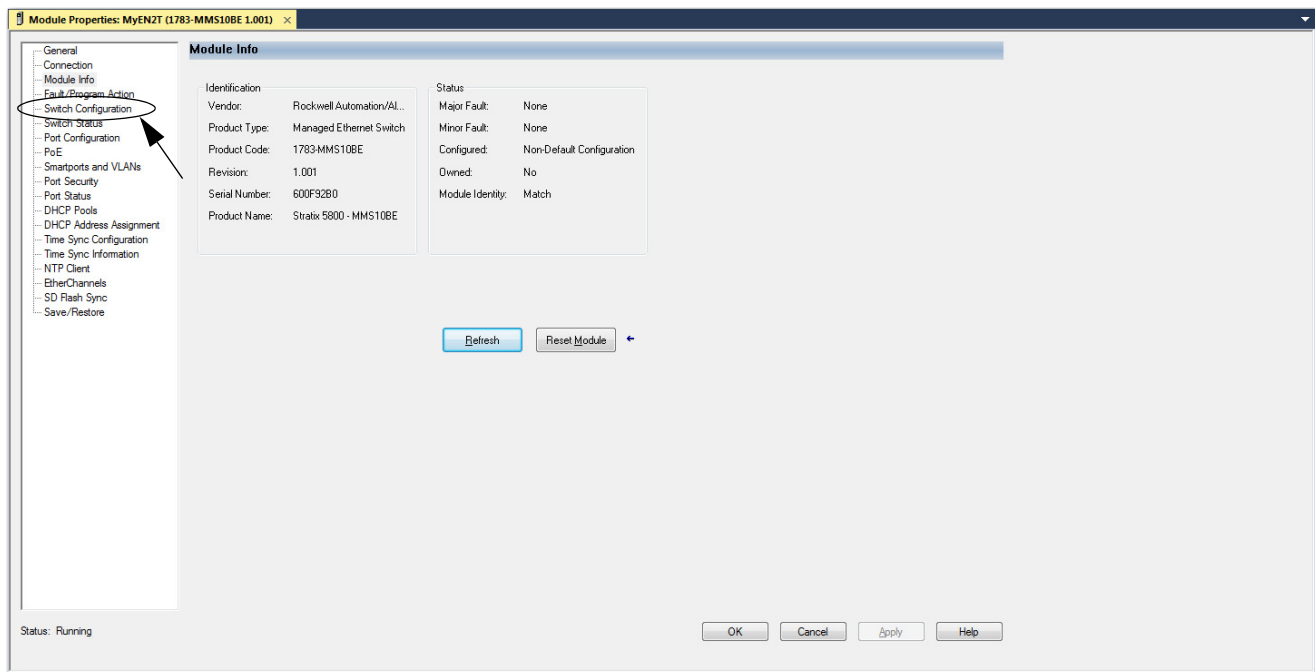 Module Properties: MyEN2T (1783-MMS10BE 1.001) ×
General
Connection
Module Info
Fault/Program Action
Switch Configuration
Switch Status
Port Configuration
PoE
Smartports and VLANs
Port Security
Port Status
DHCP Pools
DHCP Address Assignment
Time Sync Configuration
Time Sync Information
NTP Client
EtherChannels
SD Flash Sync
Save/Restore
Module Info
Identification
Vendor: Rockwell Automation/Al...
Product Type: Managed Ethernet Switch
Product Code: 1783-MMS10BE
Revision: 1.001
Serial Number: 600F92B0
Product Name: Stratix 5800 - MMS10BE
Status
Major Fault: None
Minor Fault: None
Configured: Non-Default Configuration
Owned: No
Module Identity: Match
Refresh
Reset Module
Status: Running
OK
Cancel
Apply
Help